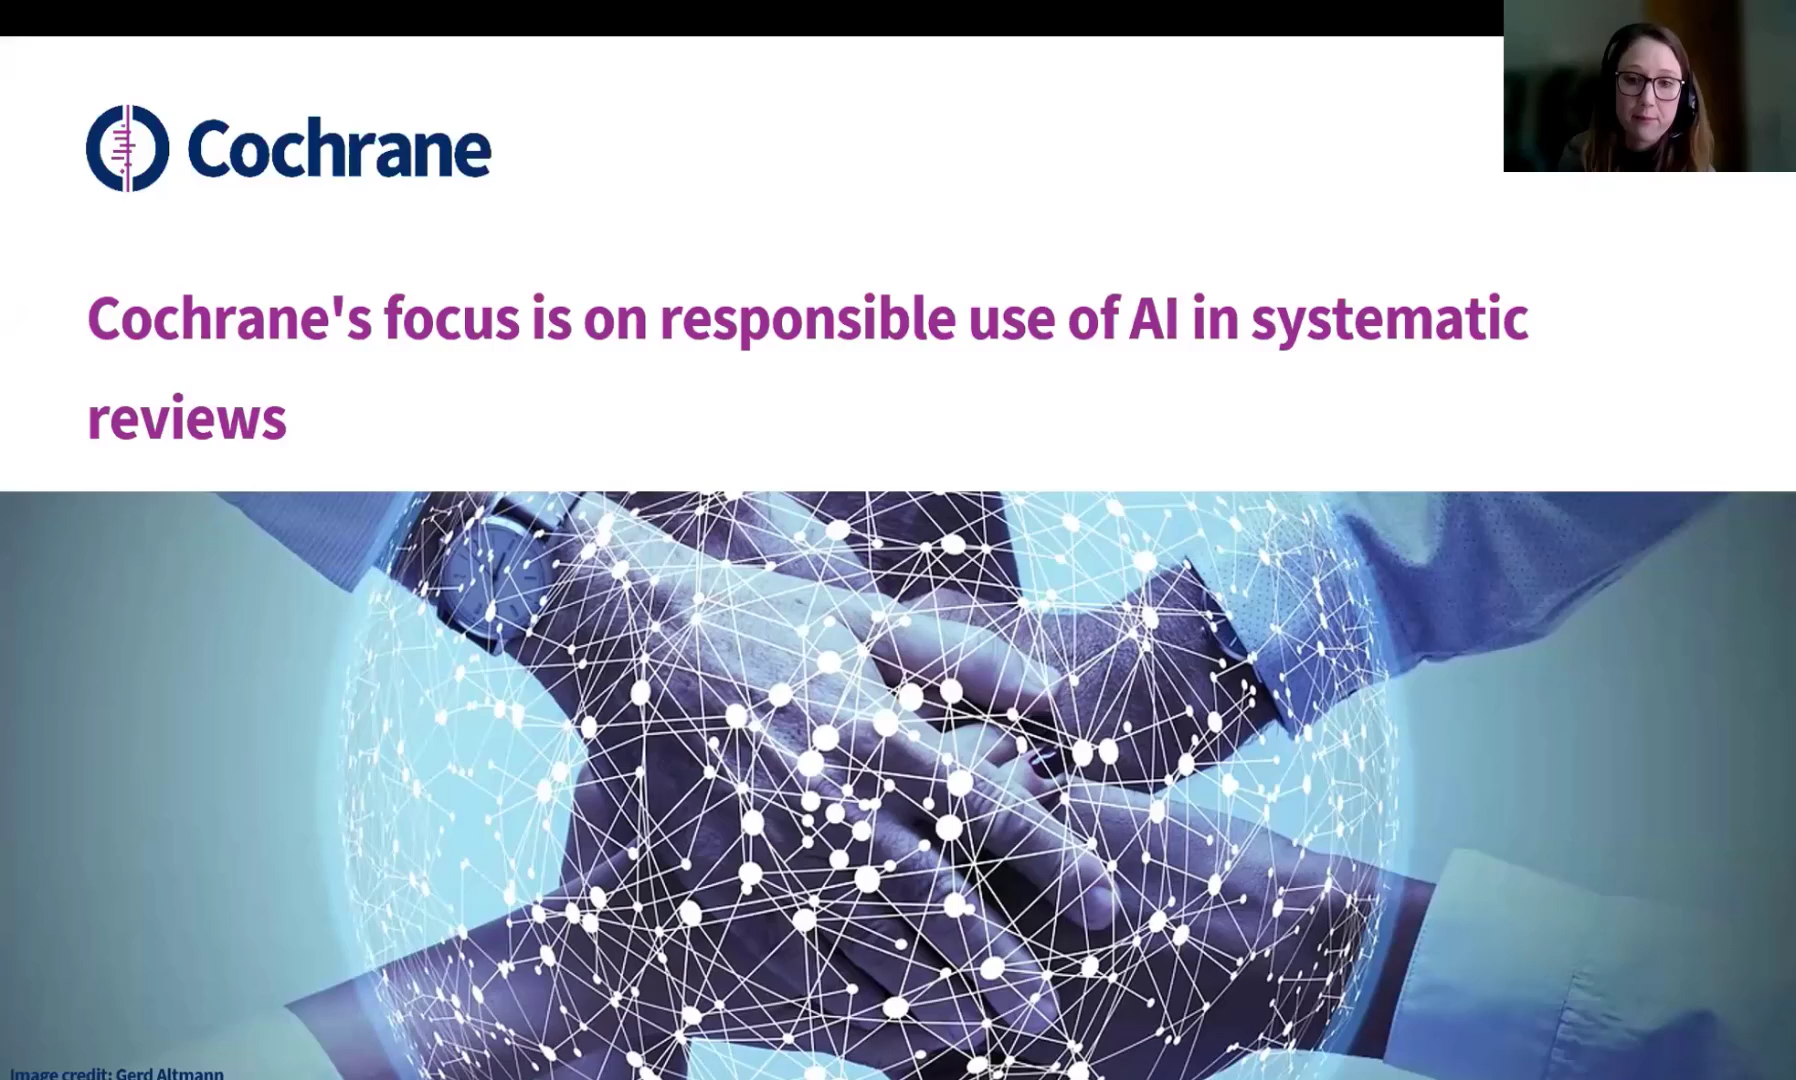 Cochrane
Cochrane's focus is on responsible use of AI in systematic
reviews
Image credit: Gerd Altmann